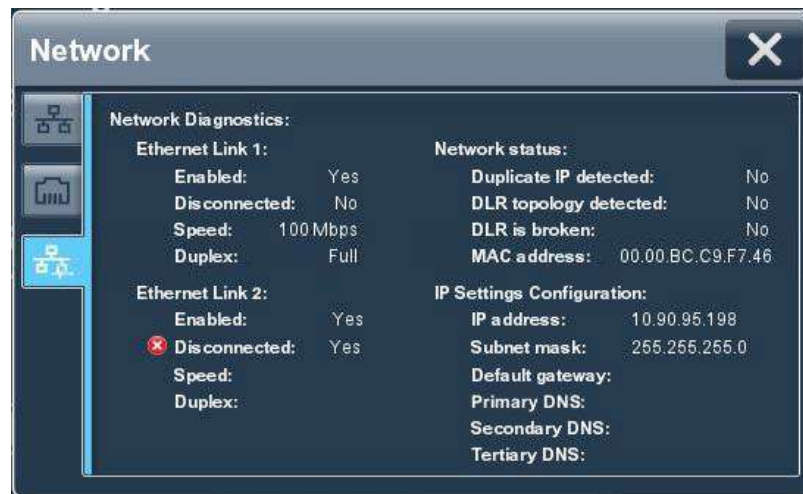 Network
Network Diagnostics:
Ethernet Link 1:
Enabled: Yes
Disconnected: No
Speed: 100 Mbps
Duplex: Full
Ethernet Link 2:
Enabled: Yes
Disconnected: Yes
Speed:
Duplex:
Network status:
Duplicate IP detected: No
DLR topology detected: No
DLR is broken: No
MAC address: 00.00.BC.C9.F7.46
IP Settings Configuration:
IP address: 10.90.95.198
Subnet mask: 255.255.255.0
Default gateway:
Primary DNS:
Secondary DNS:
Tertiary DNS: